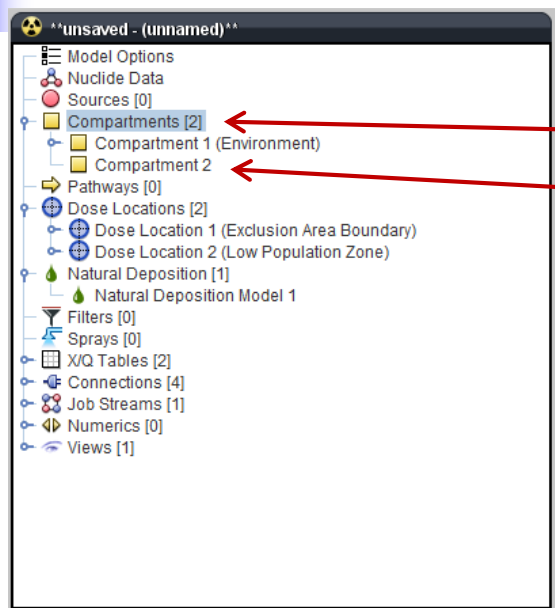 **unsaved - (unnamed)**
Model Options
Nuclide Data
Sources [0]
Compartments [2]
Compartment 1 (Environment)
Compartment 2
Pathways [0]
Dose Locations [2]
Dose Location 1 (Exclusion Area Boundary)
Dose Location 2 (Low Population Zone)
Natural Deposition [1]
Natural Deposition Model 1
Filters [0]
Sprays [0]
X/Q Tables [2]
Connections [4]
Job Streams [1]
Numerics [0]
Views [1]